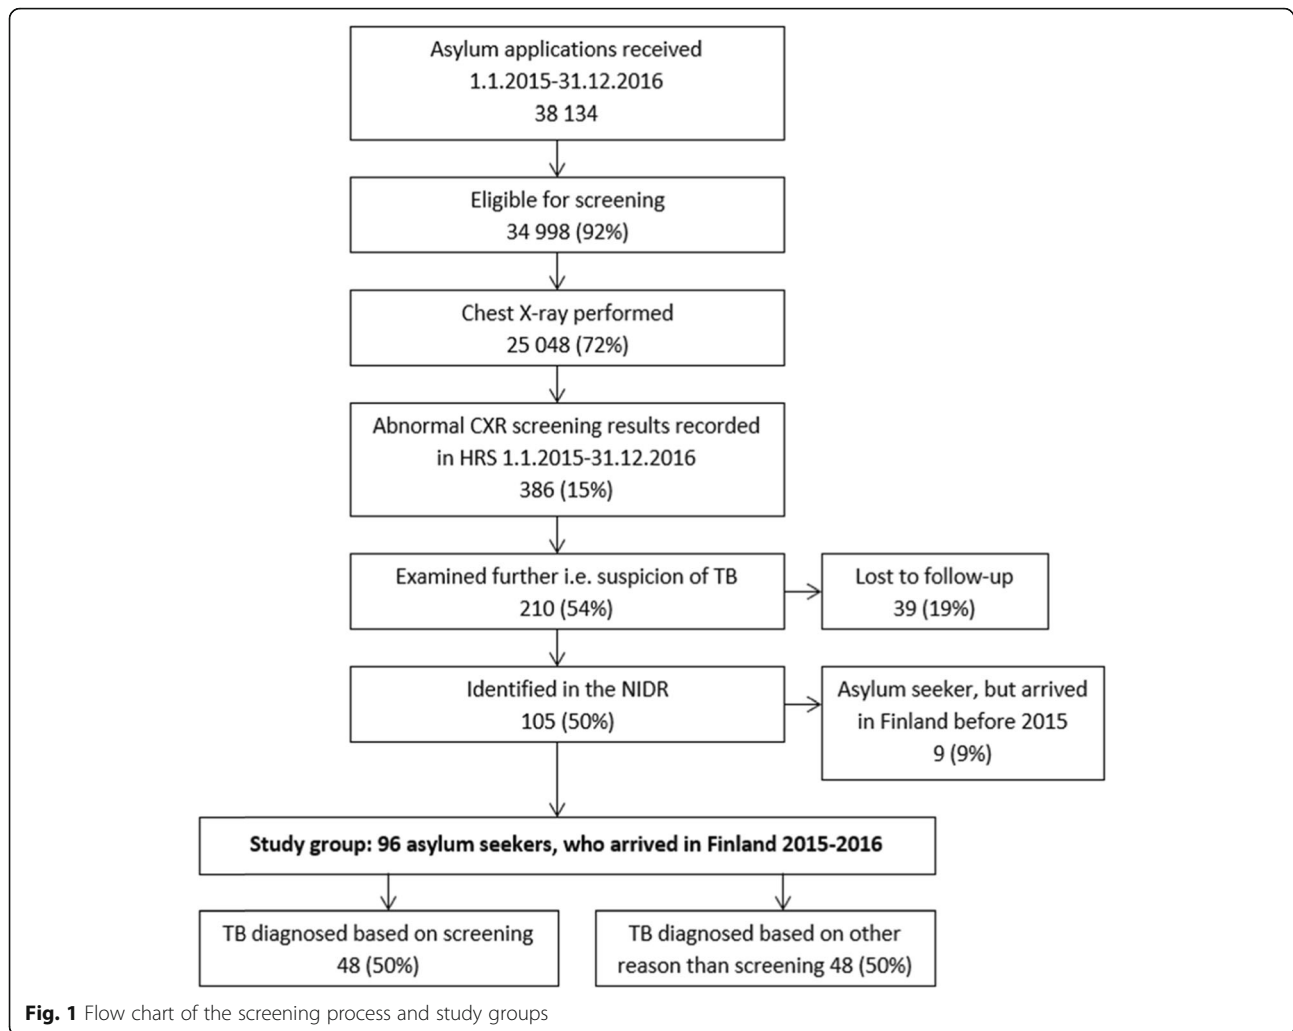 Asylum applications received
1.1.2015-31.12.2016
38 134
Eligible for screening
34 998 (92%)
Chest X-ray performed
25 048 (72%)
Abnormal CXR screening results recorded
in HRS 1.1.2015-31.12.2016
386 (15%)
Examined further i.e. suspicion of TB
210 (54%)
Lost to follow-up
39 (19%)
Identified in the NIDR
105 (50%)
Asylum seeker, but arrived
in Finland before 2015
9 (9%)
Study group: 96 asylum seekers, who arrived in Finland 2015-2016
TB diagnosed based on screening
48 (50%)
TB diagnosed based on other
reason than screening 48 (50%)
Fig. 1 Flow chart of the screening process and study groups